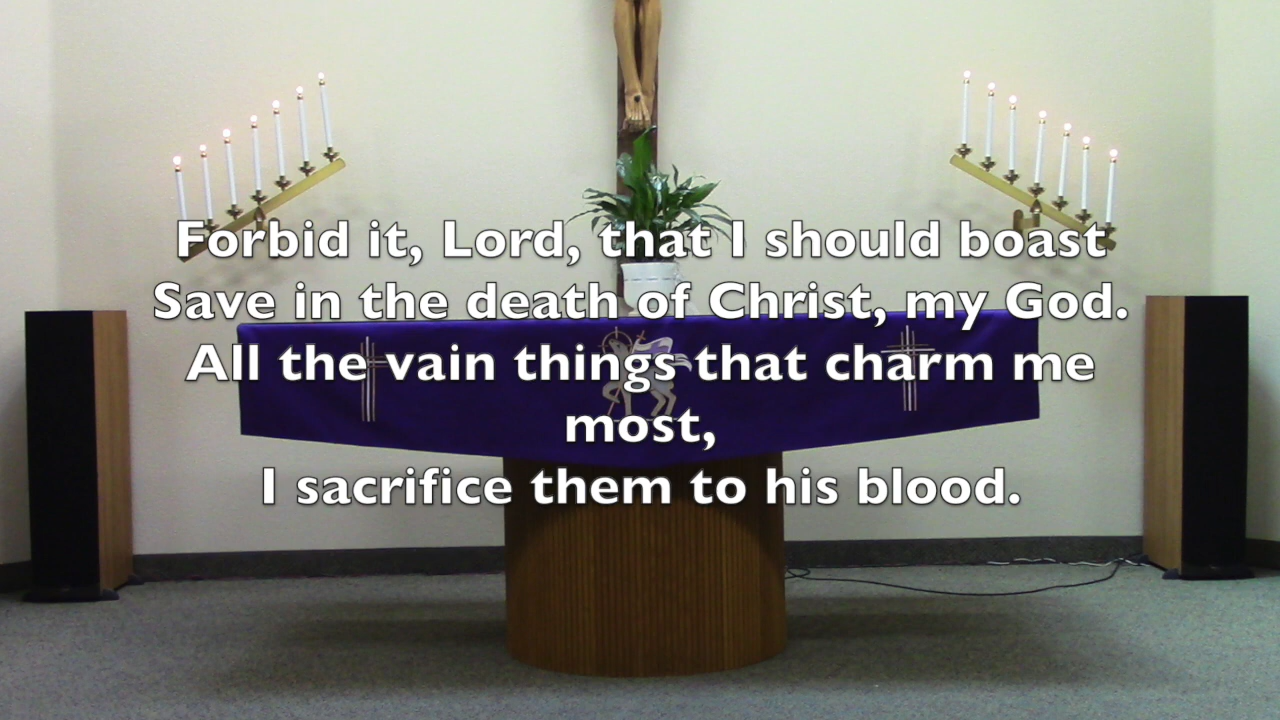 Forbid it, Lord, that I should boast
Save in the death of Christ, my God.
All the vain things that charm me
most,
I sacrifice them to his blood.